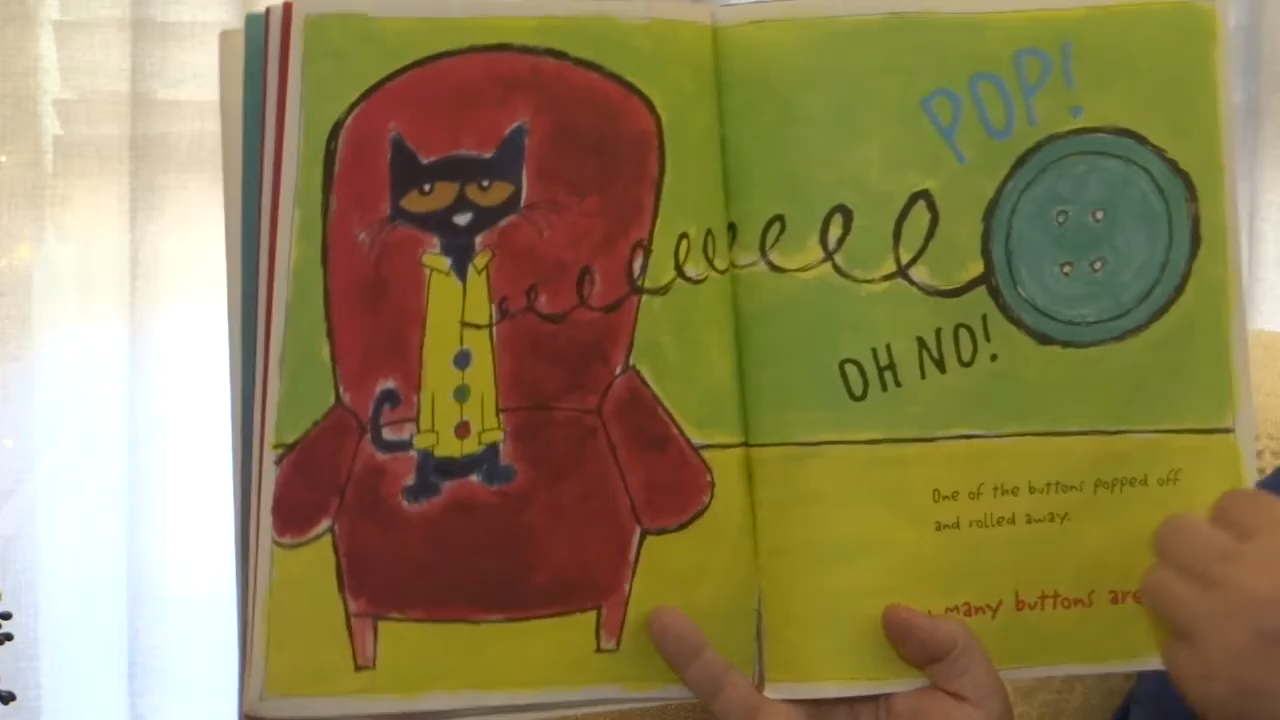 POP!
OH NO!
One of the buttons popped off
and rolled away.
many buttons are